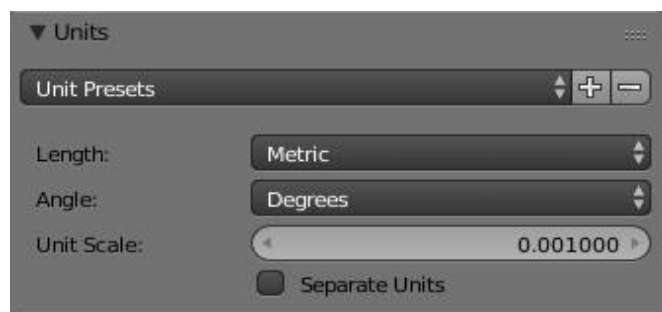 Units
Unit Presets
Length: Metric
Angle: Degrees
Unit Scale: 0.001000
Separate Units